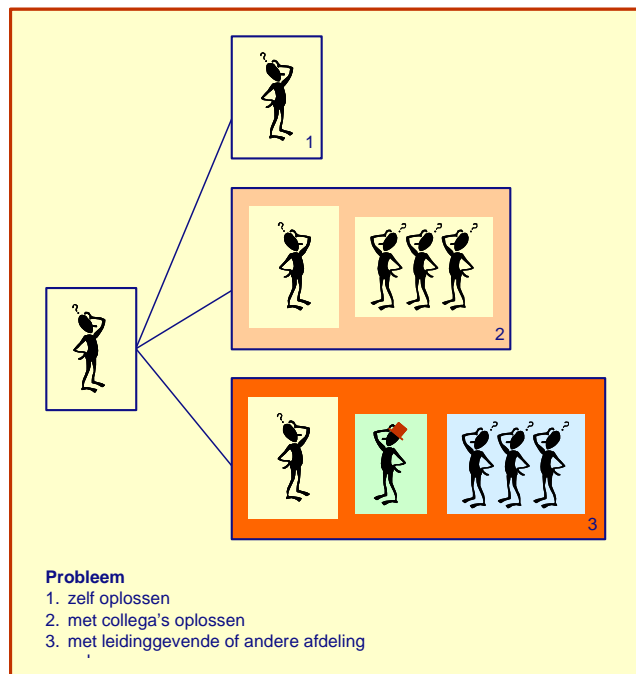 ?
1
?
? ? ?
2
?
?
? ? ?
3
Probleem
1. zelf oplossen
2. met collega's oplossen
3. met leidinggevende of andere afdeling